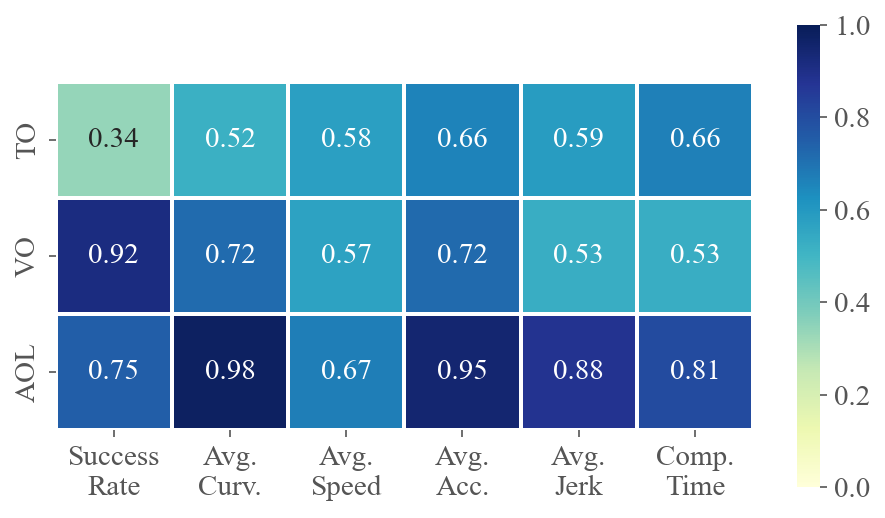 TO 0.34 0.52 0.58 0.66 0.59 0.66
VO 0.92 0.72 0.57 0.72 0.53 0.53
AOL 0.75 0.98 0.67 0.95 0.88 0.81
Success Avg. Avg. Avg. Avg. Comp.
Rate Curv. Speed Acc. Jerk Time
1.0
0.8
0.6
0.4
0.2
0.0